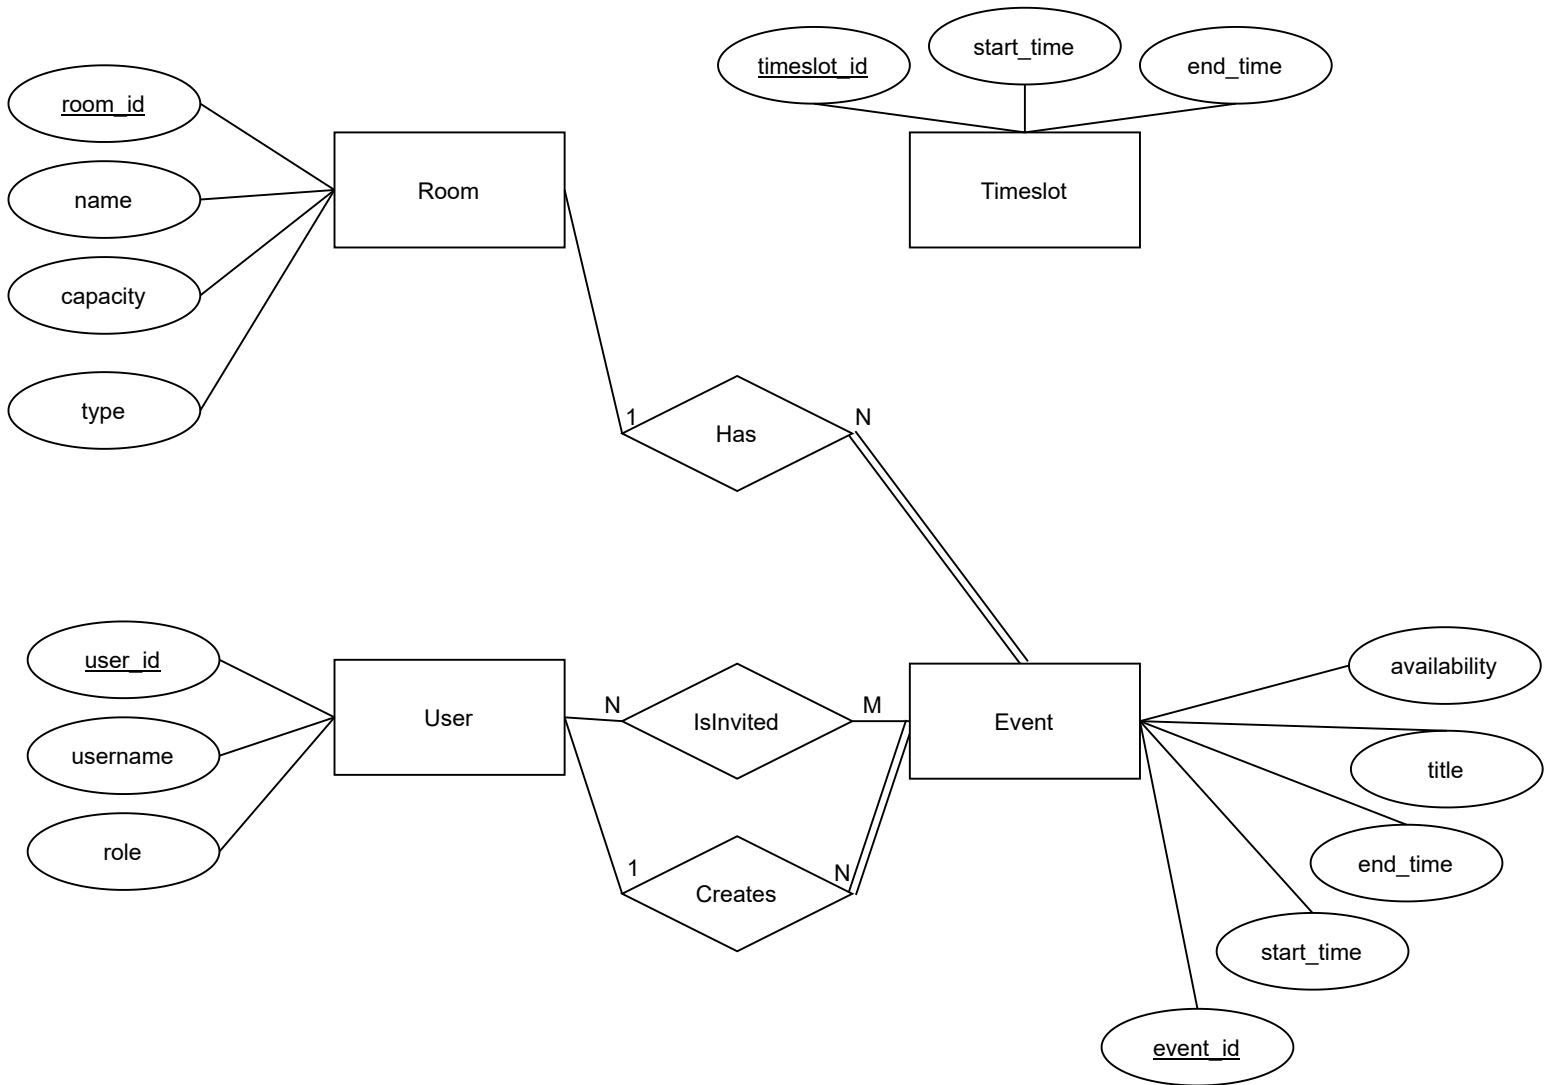 start_time
timeslot_id
end_time
room_id
Room
Timeslot
name
capacity
type
1
N
Has
user_id
availability
N
M
User
IsInvited
Event
username
title
role
1
N
end_time
Creates
start_time
event_id